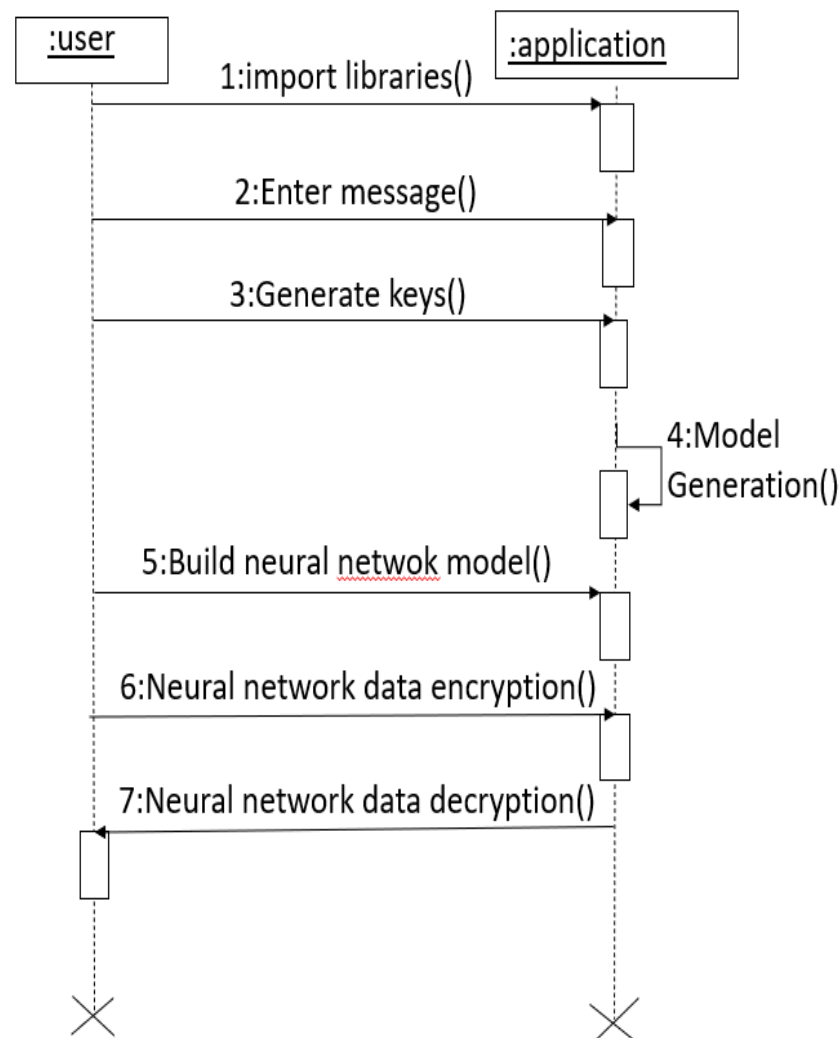 :user
:application
1:import libraries()
2:Enter message()
3:Generate keys()
4:Model
Generation()
5:Build neural netwok model()
6:Neural network data encryption()
7:Neural network data decryption()